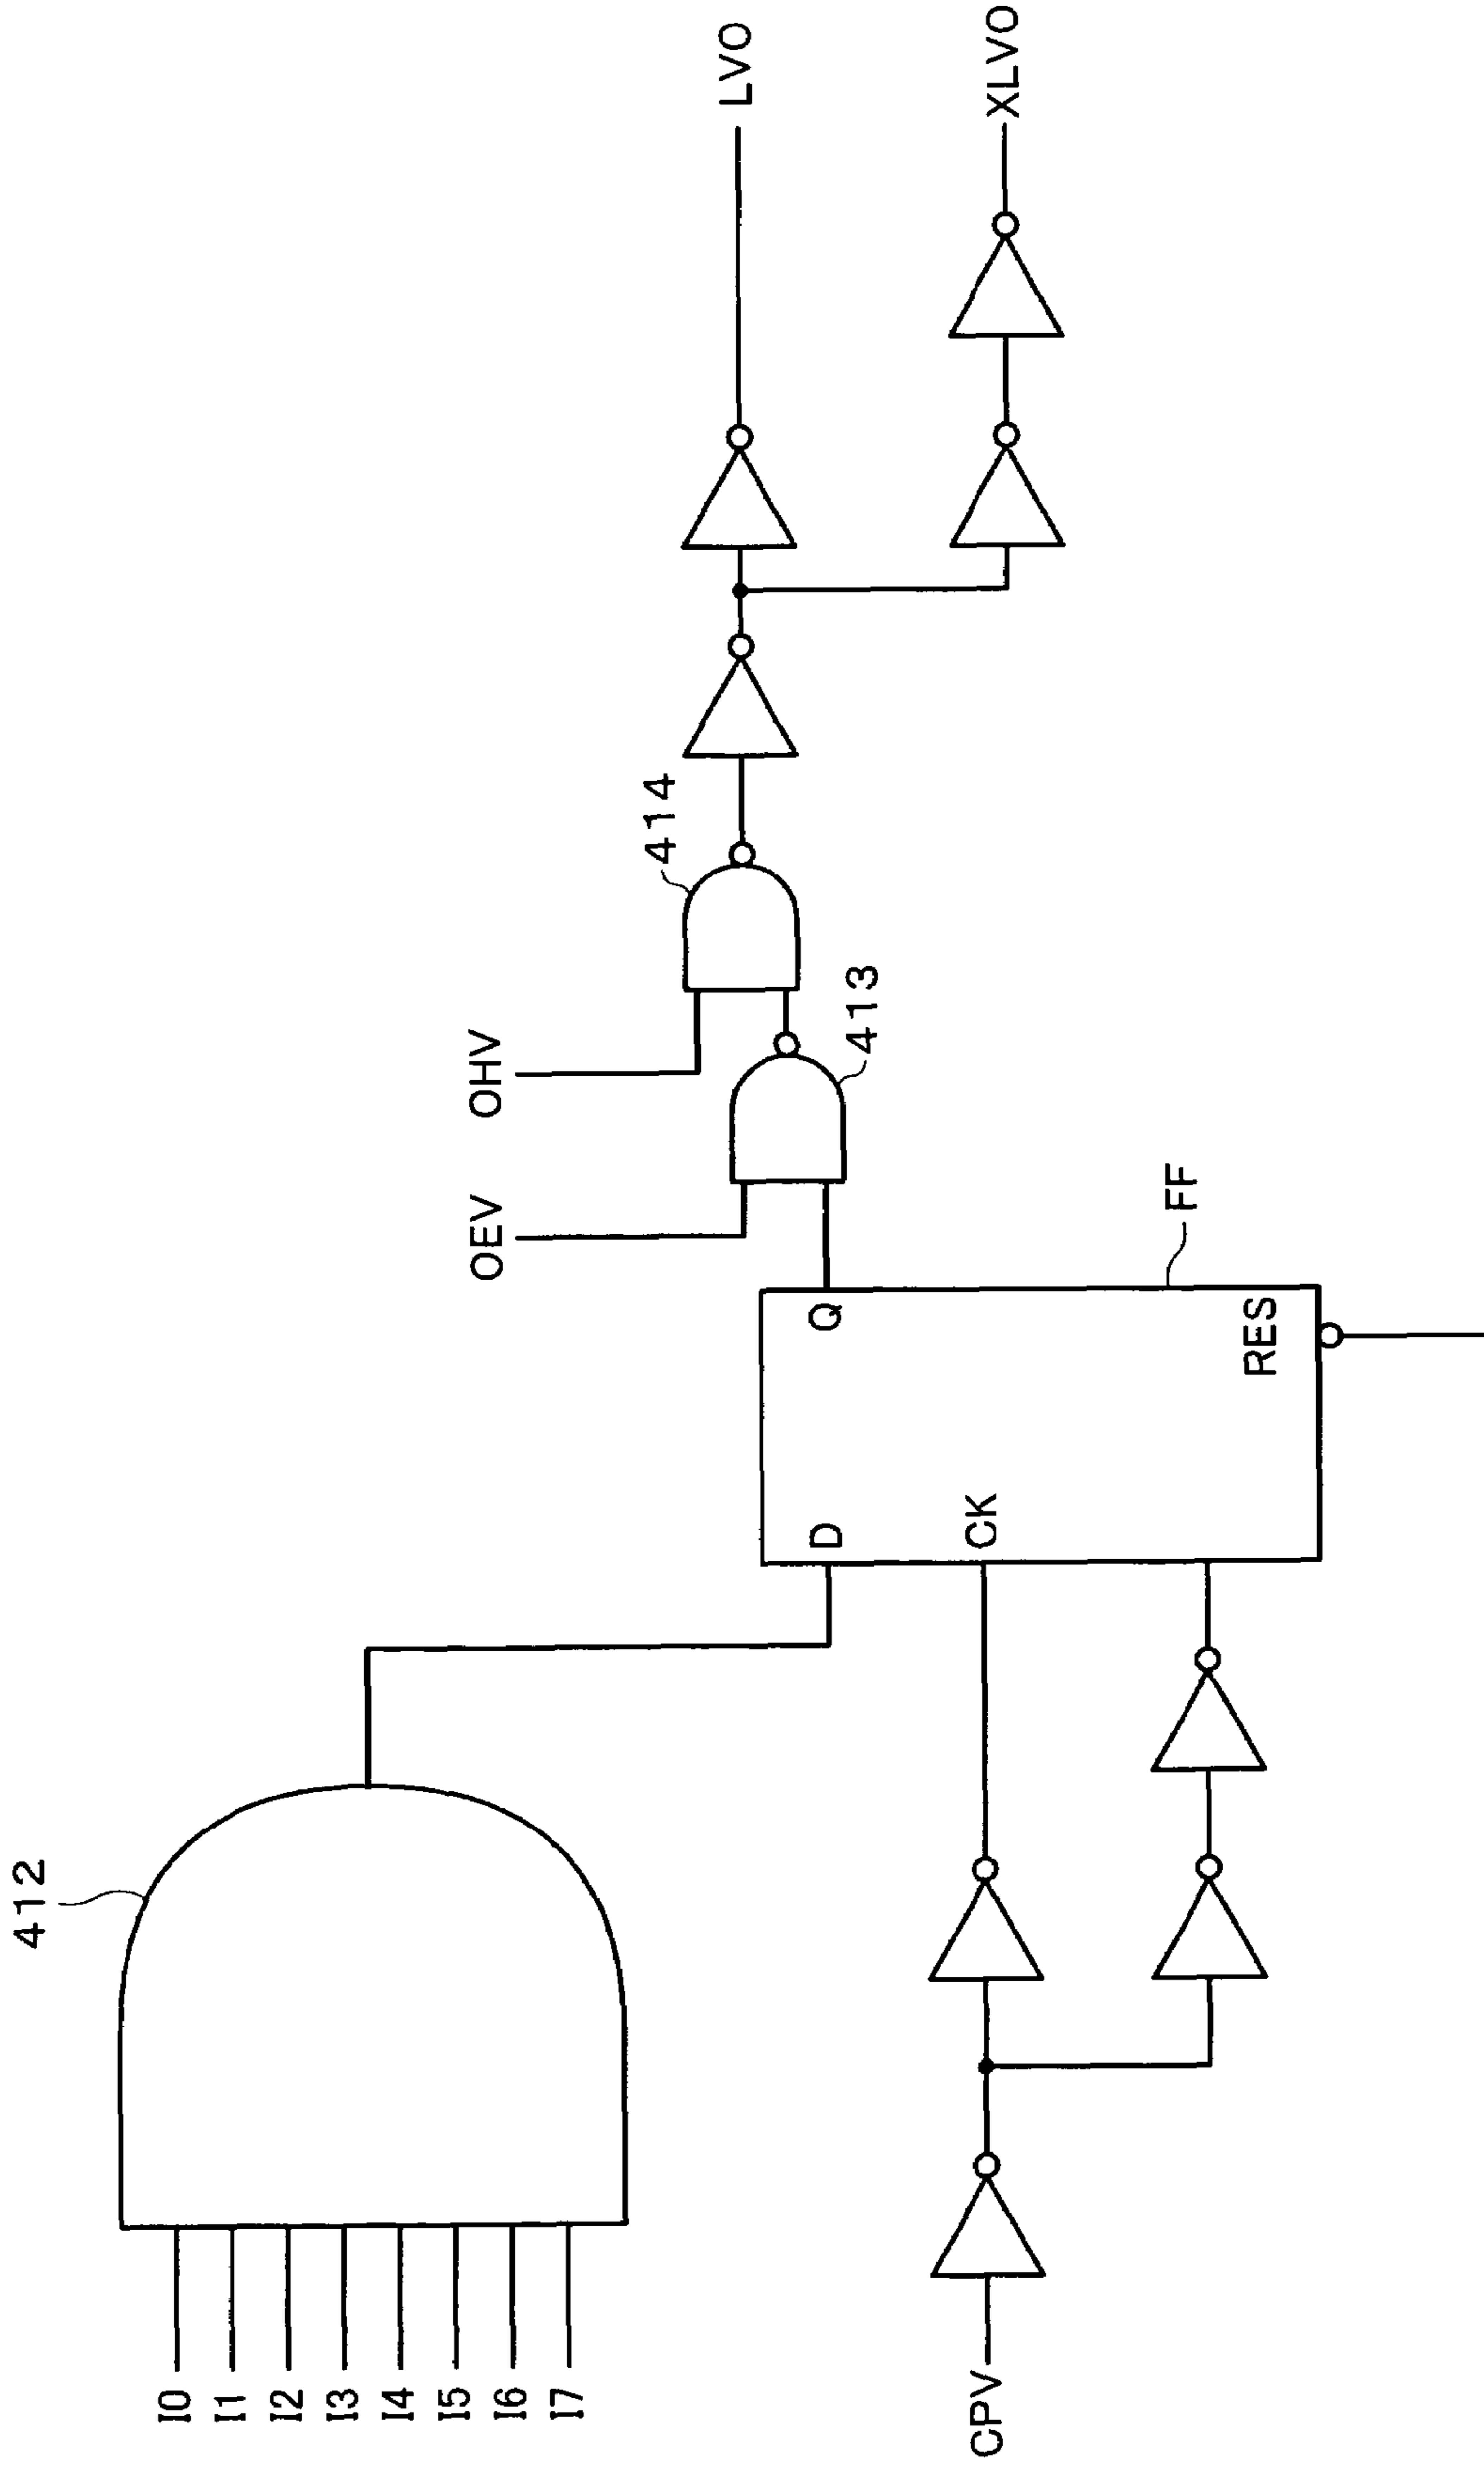 412
I0
I1
I2
I3
I4
I5
I6
I7
CPV
D
CK
Q
RES
FF
OEV
OHV
413
414
LVO
XLVO